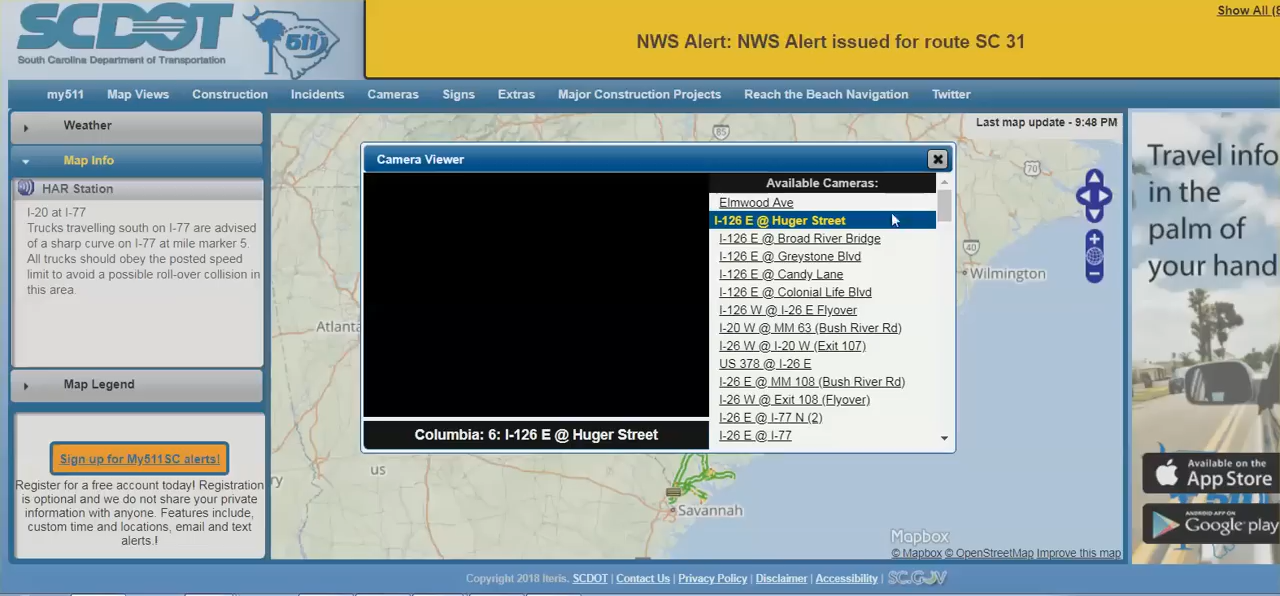 SCDOT
South Carolina Department of Transportation
511
Show All (8
NWS Alert: NWS Alert issued for route SC 31
my511 Map Views Construction Incidents Cameras Signs Extras Major Construction Projects Reach the Beach Navigation Twitter
Weather
Map Info
HAR Station
I-20 at I-77
Trucks travelling south on I-77 are advised
of a sharp curve on I-77 at mile marker 5.
All trucks should obey the posted speed
limit to avoid a possible roll-over collision in
this area.
Map Legend
Sign up for My511SC alerts!
Register for a free account today! Registration
is optional and we do not share your private
information with anyone. Features include,
custom time and locations, email and text
alerts.!
Last map update - 9:48 PM
85
70
40
Wilmington
Atlanta
us
ry
Savannah
Camera Viewer
Available Cameras:
Elmwood Ave
I-126 E @ Huger Street
I-126 E @ Broad River Bridge
I-126 E @ Greystone Blvd
I-126 E @ Candy Lane
I-126 E @ Colonial Life Blvd
I-126 W @ I-26 E Flyover
I-20 W @ MM 63 (Bush River Rd)
I-26 W @ I-20 W (Exit 107)
US 378 @ I-26 E
I-26 E @ MM 108 (Bush River Rd)
I-26 W @ Exit 108 (Flyover)
I-26 E @ I-77 N (2)
I-26 E @ I-77
Columbia: 6: I-126 E @ Huger Street
Mapbox
© Mapbox © OpenStreetMap Improve this map
Travel info
in the
palm of
your hand
Available on the
App Store
ANDROID APP ON
Google play
Copyright 2018 Iteris. SCDOT | Contact Us | Privacy Policy | Disclaimer | Accessibility | SC.GOV